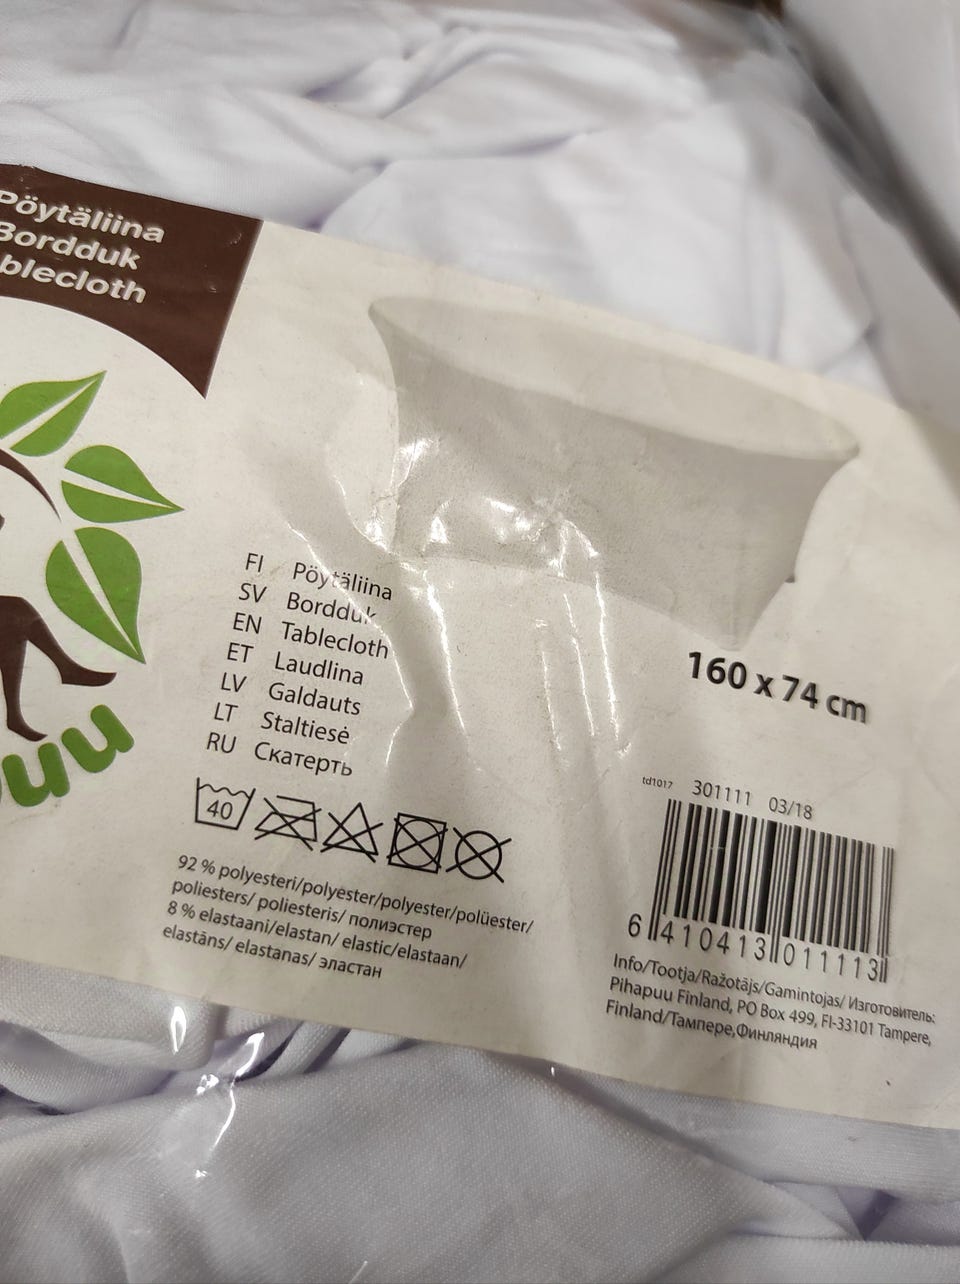 Pöytäliina
Bordduk
blecloth
FI Pöytäliina
SV Bordduk
EN Tablecloth
ET Laudlina
LV Galdauts
LT Staltiesė
RU Скатерть
40
92 % polyesteri/polyester/polyester/polüester/
poliesters/ poliesteris/ полиэстер
8 % elastaani/elastan/ elastic/elastaan/
elastāns/ elastanas/ эластан
160 x 74 cm
td1017 301111 03/18
6 410413 011113
Info/Tootja/Ražotājs/Gamintojas/ Изготовитель:
Pihapuu Finland, PO Box 499, FI-33101 Tampere,
Finland/Тампере,Финляндия